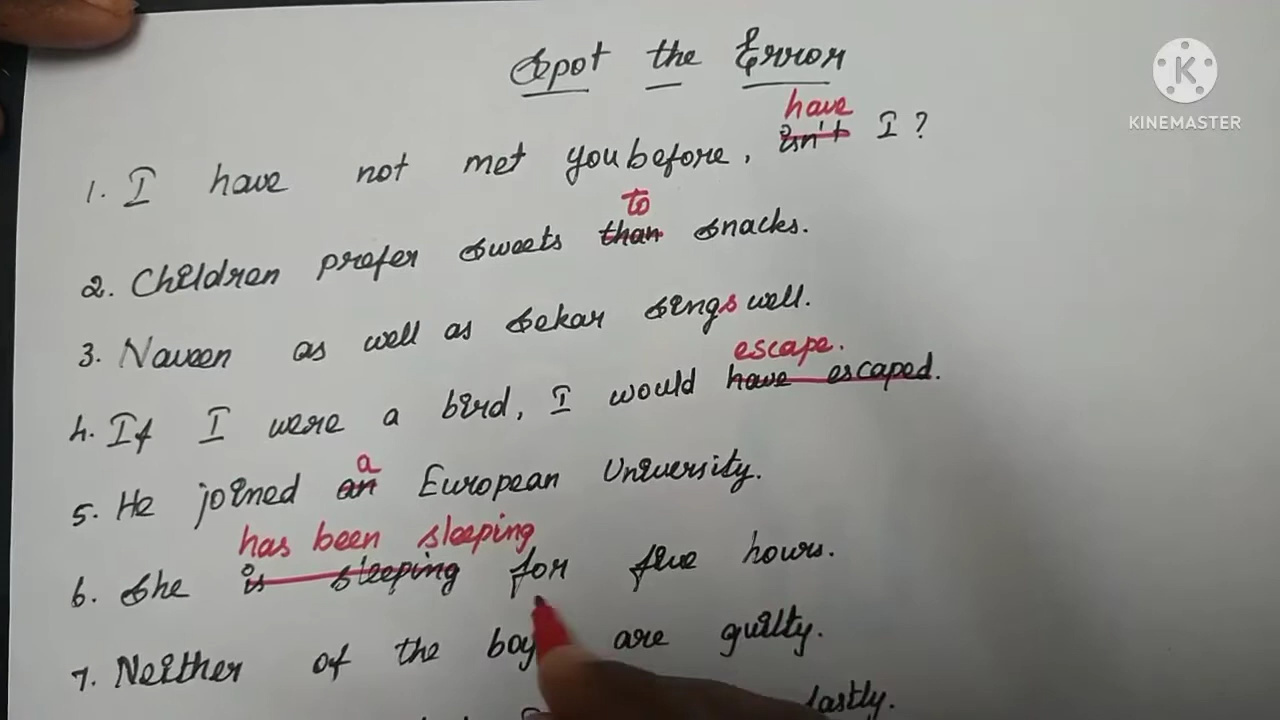 Spot the Error
KINEMASTER
have
1. I have not met you before, isn't I?
to
2. Children prefer sweets than snacks.
3. Naveen as well as Sekar sings well.
escape.
4. If I were a bird, I would have escaped.
a
5. He joined an European University.
has been sleeping
6. She is sleeping for five hours.
7. Neither of the boy are guilty.
lastly.